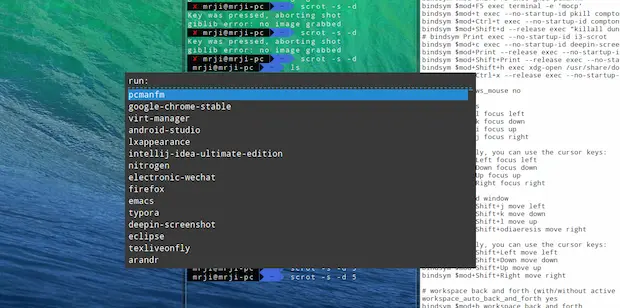 ✗ mrji@mrji-pc ~ scrot -s -d
Key was pressed, aborting shot
giblib error: no image grabbed
✗ mrji@mrji-pc ~ scrot -s -d
Key was pressed, aborting shot
giblib error: no image grabbed
✗ mrji@mrji-pc ~ scrot -s -d
✗ mrji@mrji-pc ~ ls
run:
pcmanfm
google-chrome-stable
virt-manager
android-studio
lxappearance
intellij-idea-ultimate-edition
nitrogen
electronic-wechat
firefox
emacs
typora
deepin-screenshot
eclipse
texliveonfly
arandr
mrji@mrji-pc ~ scrot -s -d 5
mrji@mrji-pc ~ scrot -s -d 5
bindsym $mod+F5 exec terminal -e 'mocp'
bindsym $mod+t exec --no-startup-id pkill compton
bindsym $mod+Ctrl+t exec --no-startup-id compton
bindsym $mod+Shift+d --release exec "killall dun
# bindsym Print exec --no-startup-id i3-scrot
bindsym $mod+c exec --no-startup-id deepin-screen
bindsym $mod+Print --release exec --no-startup-i
bindsym $mod+Shift+Print --release exec --no-sta
bindsym $mod+Shift+h exec xdg-open /usr/share/do
Ctrl+x --release exec --no-startup-
ws_mouse no
s
l focus left
k focus down
i focus up
j focus right
ly, you can use the cursor keys:
Left focus left
Down focus down
Up focus up
Right focus right
d window
Shift+j move left
Shift+k move down
Shift+l move up
Shift+odiaeresis move right
ly, you can use the cursor keys:
Shift+Left move left
Shift+Down move down
bindsym $mod+Shift+Up move up
bindsym $mod+Shift+Right move right
# workspace back and forth (with/without active
workspace_auto_back_and_forth yes
bindsym $mod+b workspace back_and_forth